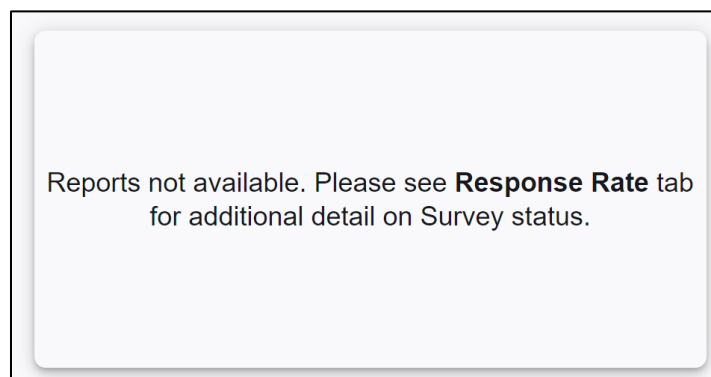 Reports not available. Please see Response Rate tab
for additional detail on Survey status.